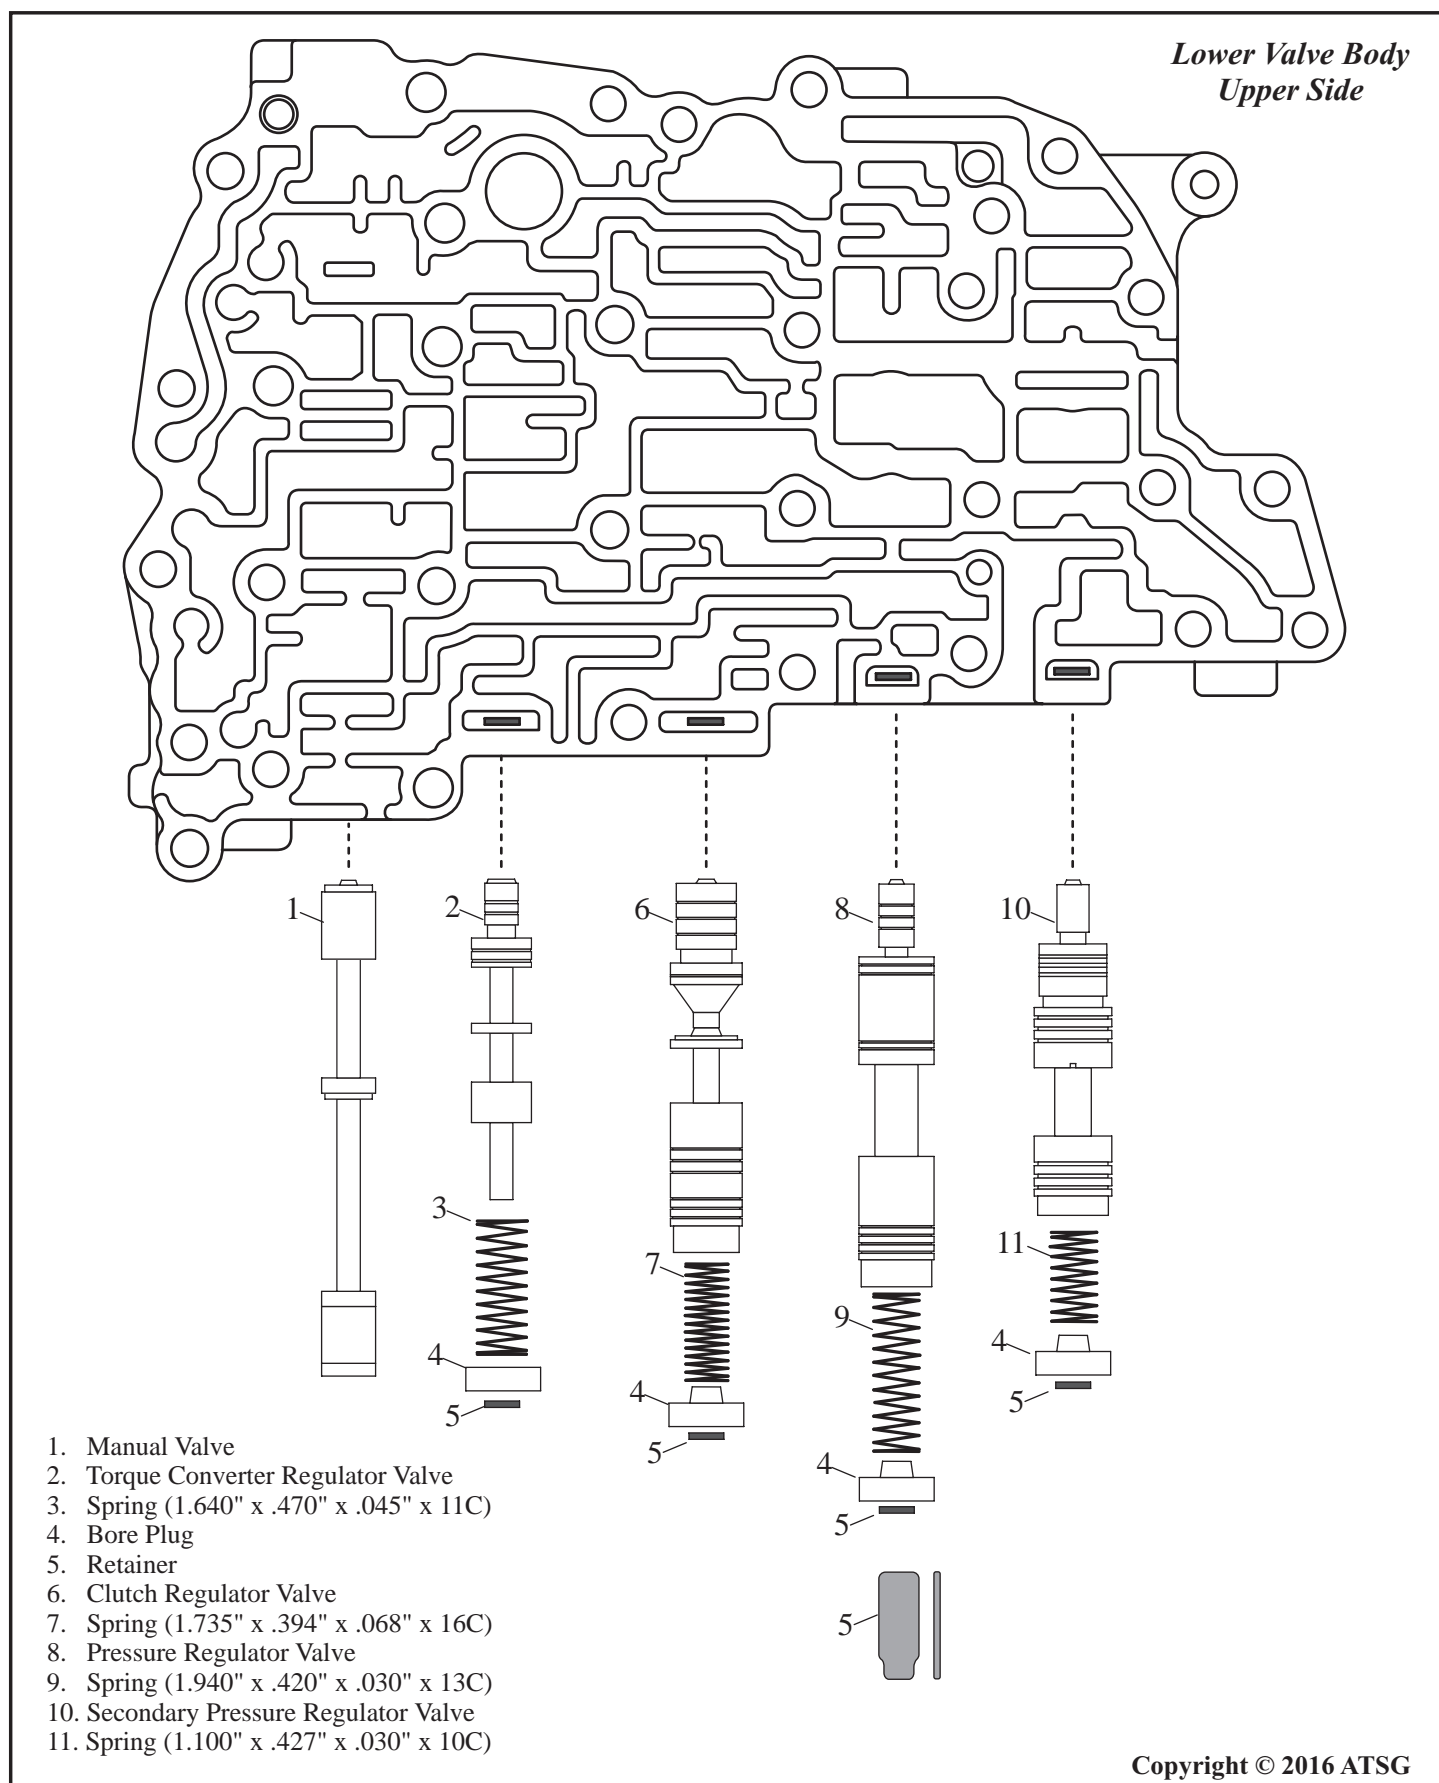 Lower Valve Body
Upper Side
1
2
6
8
10
3
7
11
9
4
4
4
5
5
4
5
5
5
1. Manual Valve
2. Torque Converter Regulator Valve
3. Spring (1.640" x .470" x .045" x 11C)
4. Bore Plug
5. Retainer
6. Clutch Regulator Valve
7. Spring (1.735" x .394" x .068" x 16C)
8. Pressure Regulator Valve
9. Spring (1.940" x .420" x .030" x 13C)
10. Secondary Pressure Regulator Valve
11. Spring (1.100" x .427" x .030" x 10C)
Copyright © 2016 ATSG